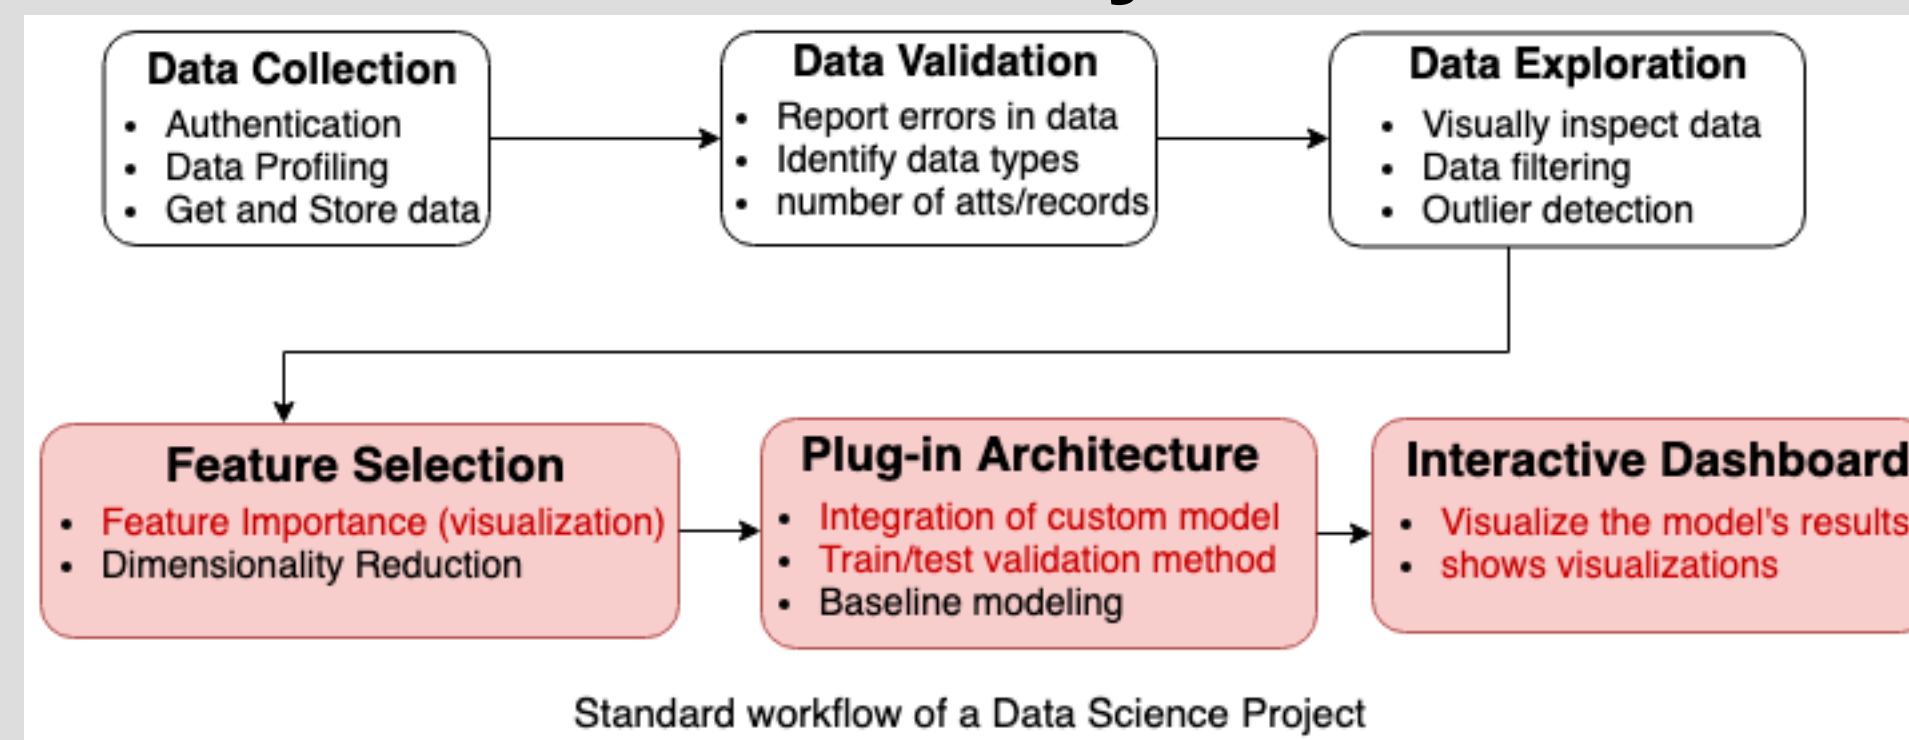 Data Collection
• Authentication
• Data Profiling
• Get and Store data
Data Validation
• Report errors in data
• Identify data types
• number of atts/records
Data Exploration
• Visually inspect data
• Data filtering
• Outlier detection
Feature Selection
• Feature Importance (visualization)
• Dimensionality Reduction
Plug-in Architecture
• Integration of custom model
• Train/test validation method
• Baseline modeling
Interactive Dashboard
• Visualize the model's results
• shows visualizations
Standard workflow of a Data Science Project